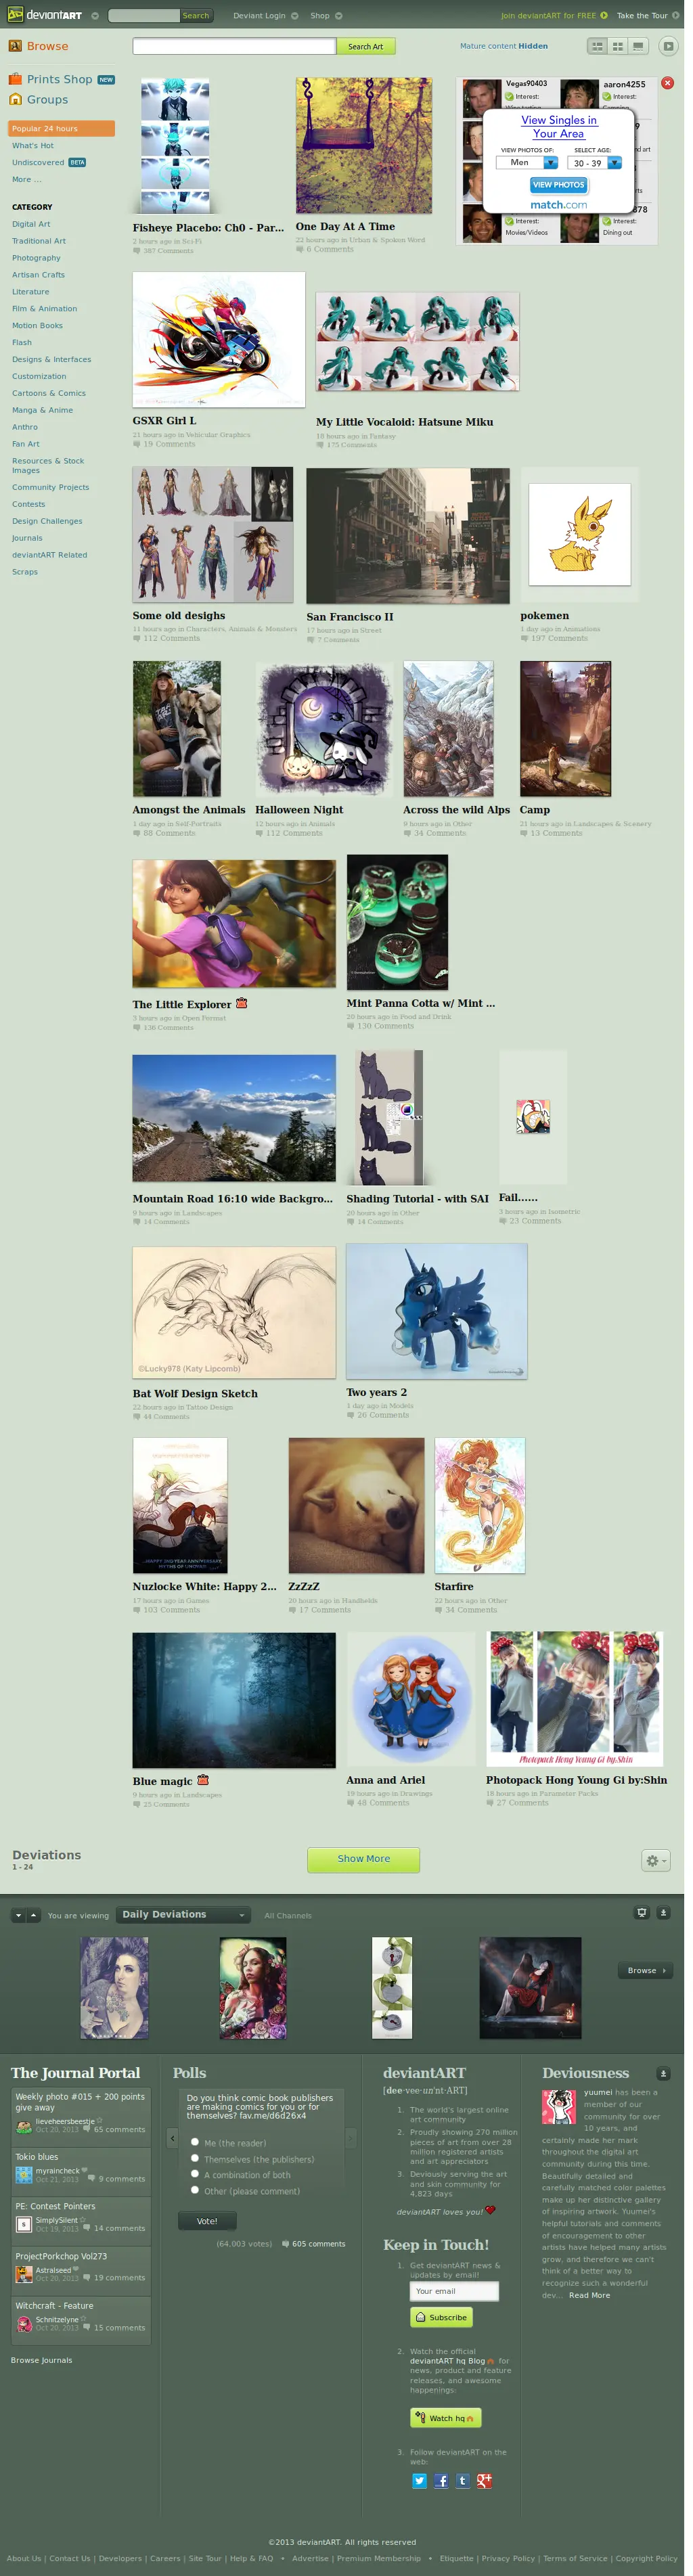 deviantART
Search
Deviant Login
Shop
Join deviantART for FREE
Take the Tour
Browse
Search Art
Mature content Hidden
Prints Shop NEW
Groups
Popular 24 hours
What's Hot
Undiscovered BETA
More ...
CATEGORY
Digital Art
Traditional Art
Photography
Artisan Crafts
Literature
Film & Animation
Motion Books
Flash
Designs & Interfaces
Customization
Cartoons & Comics
Manga & Anime
Anthro
Fan Art
Resources & Stock
Images
Community Projects
Contests
Design Challenges
Journals
deviantART Related
Scraps
Vegas90403
Interest:
aaron4255
Interest:
View Singles in
Your Area
VIEW PHOTOS OF:
SELECT AGE:
Men
30 - 39
VIEW PHOTOS
match.com
Interest:
Movies/Videos
Interest:
Dining out
Fisheye Placebo: Ch0 - Par...
2 hours ago in Sci-Fi
387 Comments
One Day At A Time
22 hours ago in Urban & Spoken Word
6 Comments
GSXR Girl L
21 hours ago in Vehicular Graphics
19 Comments
My Little Vocaloid: Hatsune Miku
18 hours ago in Fantasy
175 Comments
Some old desighs
11 hours ago in Characters, Animals & Monsters
112 Comments
San Francisco II
17 hours ago in Street
7 Comments
pokemen
1 day ago in Animations
197 Comments
Amongst the Animals
1 day ago in Self-Portraits
88 Comments
Halloween Night
12 hours ago in Animals
112 Comments
Across the wild Alps
9 hours ago in Other
34 Comments
Camp
21 hours ago in Landscapes & Scenery
13 Comments
The Little Explorer
3 hours ago in Open Format
136 Comments
Mint Panna Cotta w/ Mint ...
20 hours ago in Food and Drink
130 Comments
Mountain Road 16:10 wide Backgro...
9 hours ago in Landscapes
14 Comments
Shading Tutorial - with SAI
20 hours ago in Other
14 Comments
Fail......
3 hours ago in Isometric
23 Comments
©Lucky978 (Katy Lipcomb)
Bat Wolf Design Sketch
22 hours ago in Tattoo Design
44 Comments
Two years 2
1 day ago in Models
26 Comments
Nuzlocke White: Happy 2...
17 hours ago in Games
103 Comments
ZzZzZ
20 hours ago in Handhelds
17 Comments
Starfire
22 hours ago in Other
34 Comments
Blue magic
9 hours ago in Landscapes
25 Comments
Anna and Ariel
19 hours ago in Drawings
48 Comments
Photopack Hong Young Gi by:Shin
Photopack Hong Young Gi by:Shin
18 hours ago in Parameter Packs
27 Comments
Deviations
1 - 24
Show More
You are viewing
Daily Deviations
All Channels
Browse
The Journal Portal
Weekly photo #015 + 200 points
give away
lieveheersbeestje
Oct 20, 2013
65 comments
Tokio blues
myraincheck
Oct 21, 2013
9 comments
PE: Contest Pointers
SimplySilent
Oct 19, 2013
14 comments
ProjectPorkchop Vol273
Astralseed
Oct 20, 2013
19 comments
Witchcraft - Feature
Schnitzelyne
Oct 20, 2013
15 comments
Browse Journals
Polls
Do you think comic book publishers
are making comics for you or for
themselves? fav.me/d6d26x4
Me (the reader)
Themselves (the publishers)
A combination of both
Other (please comment)
Vote!
(64,003 votes)
605 comments
deviantART
[dee·vee·un'nt·ART]
1. The world's largest online
art community
2. Proudly showing 270 million
pieces of art from over 28
million registered artists
and art appreciators
3. Deviously serving the art
and skin community for
4,823 days
deviantART loves you!
Keep in Touch!
1. Get deviantART news &
updates by email!
Your email
Subscribe
2. Watch the official
deviantART hq Blog for
news, product and feature
releases, and awesome
happenings:
Watch hq
3. Follow deviantART on the
web:
Deviousness
yuumei has been a
member of our
community for over
10 years, and
certainly made her mark
throughout the digital art
community during this time.
Beautifully detailed and
carefully matched color palettes
make up her distinctive gallery
of inspiring artwork. Yuumei's
helpful tutorials and comments
of encouragement to other
artists have helped many artists
grow, and therefore we can't
think of a better way to
recognize such a wonderful
dev... Read More
©2013 deviantART. All rights reserved
About Us | Contact Us | Developers | Careers | Site Tour | Help & FAQ • Advertise | Premium Membership • Etiquette | Privacy Policy | Terms of Service | Copyright Policy